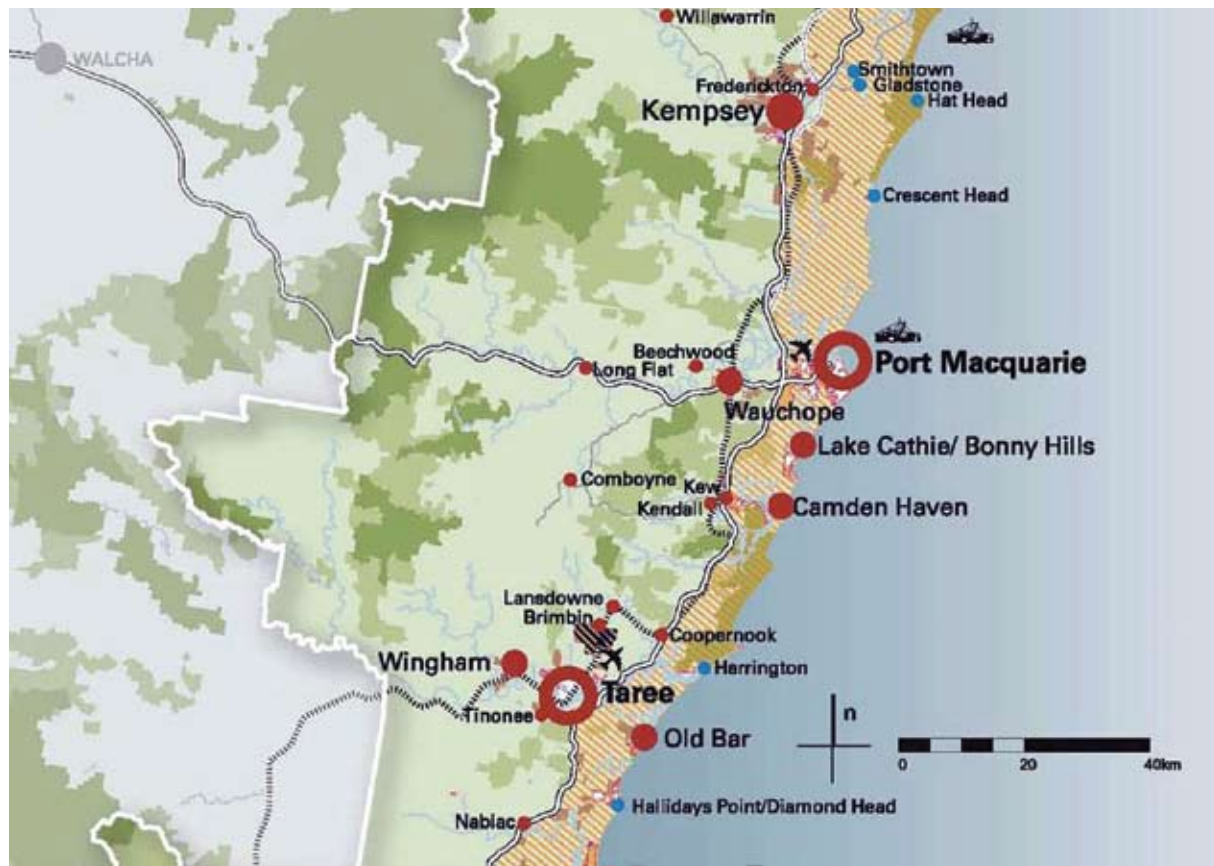 Willawarrin
WALCHA
Smithtown
Frederickton
Gladstone
Hat Head
Kempsey
Crescent Head
Beechwood
Long Flat
Port Macquarie
Wauchope
Lake Cathie/ Bonny Hills
Comboyne
Kew
Kendall
Camden Haven
Lansdowne
Brimbin
Coopernook
Wingham
Harrington
Taree
Tinonee
n
Old Bar
0 20 40km
Hallidays Point/Diamond Head
Nabiac